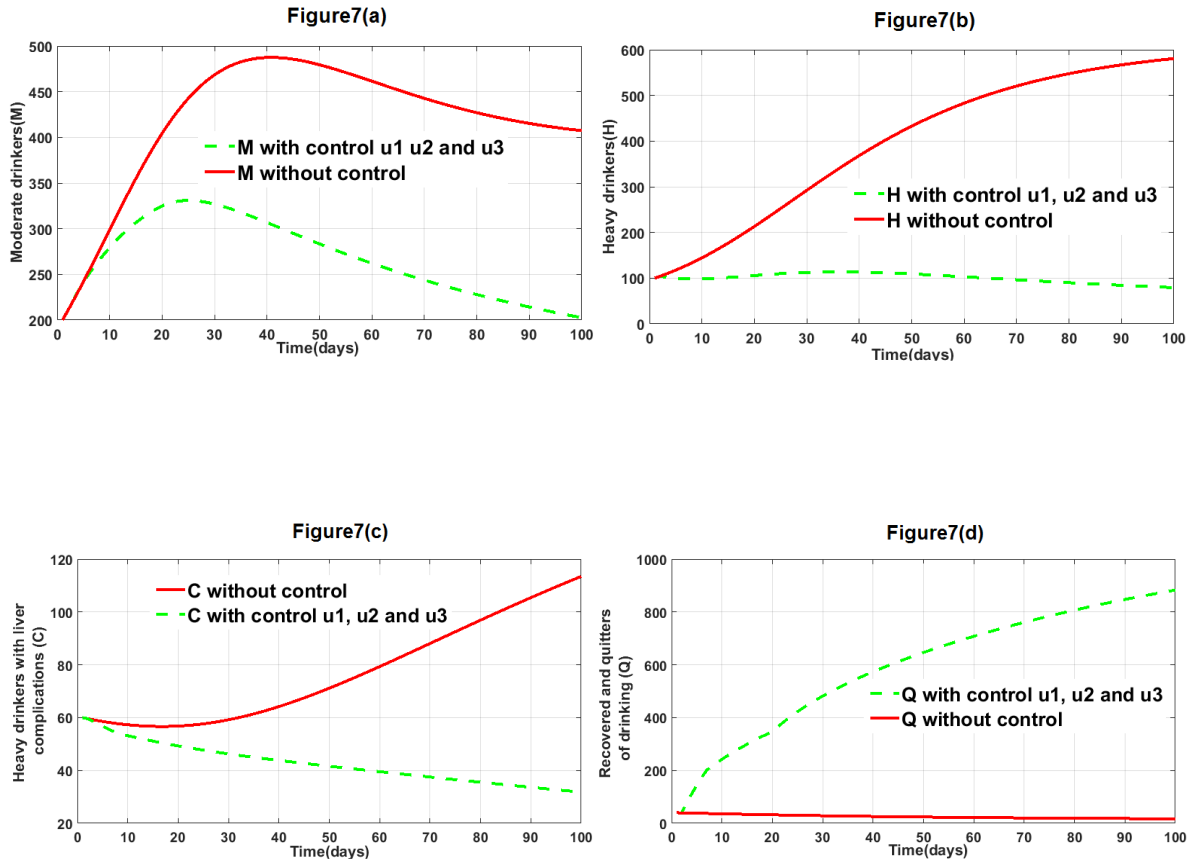 Figure7(a)
500
450
400
350
300
250
200
Moderate drinkers(M)
M with control u1 u2 and u3
M without control
0 10 20 30 40 50 60 70 80 90 100
Time(days)
Figure7(b)
600
500
400
300
200
100
0
Heavy drinkers(H)
H with control u1, u2 and u3
H without control
0 10 20 30 40 50 60 70 80 90 100
Time(days)
Figure7(c)
120
100
80
60
40
20
Heavy drinkers with liver
complications (C)
C without control
C with control u1, u2 and u3
0 10 20 30 40 50 60 70 80 90 100
Time(days)
Figure7(d)
1000
800
600
400
200
0
Recovered and quitters
of drinking (Q)
Q with control u1, u2 and u3
Q without control
0 10 20 30 40 50 60 70 80 90 100
Time(days)